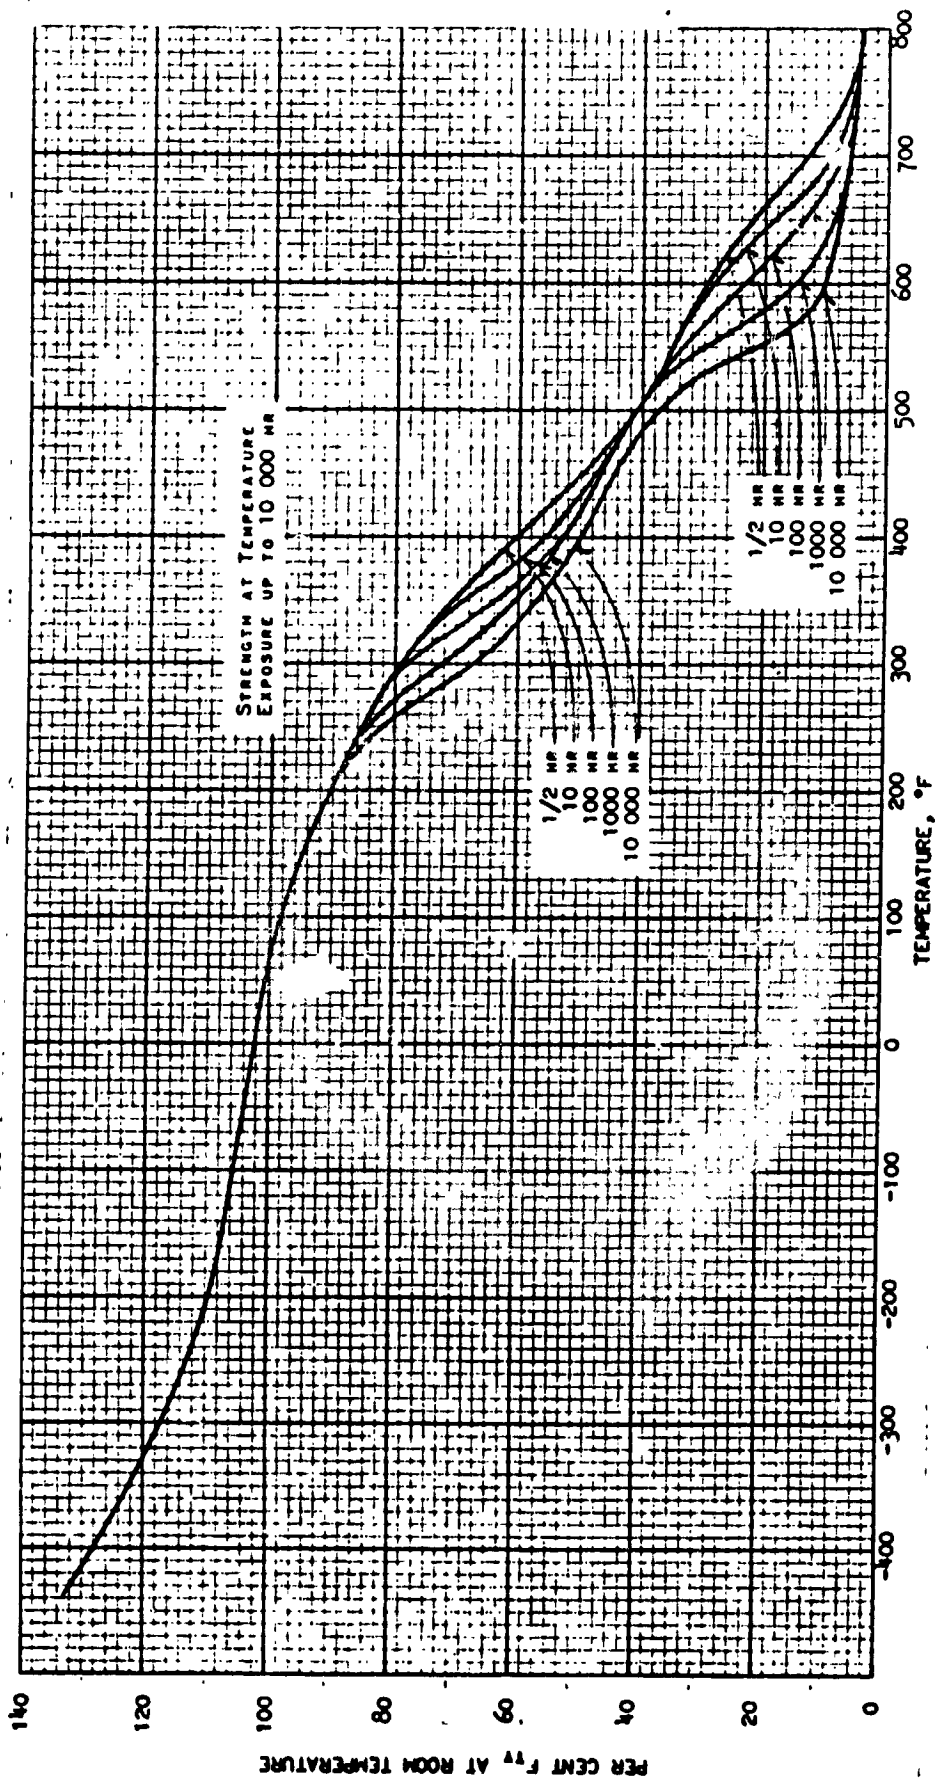 STRENGTH AT TEMPERATURE
EXPOSURE UP TO 10 000 HR
140
120
100
80
60
40
20
0
PER CENT FTY AT ROOM TEMPERATURE
1/2 HR
10 HR
100 HR
1000 HR
10 000 HR
1/2 HR
10 HR
100 HR
1000 HR
10 000 HR
-400
-300
-200
-100
0
100
200
300
400
500
600
700
800
TEMPERATURE, °F